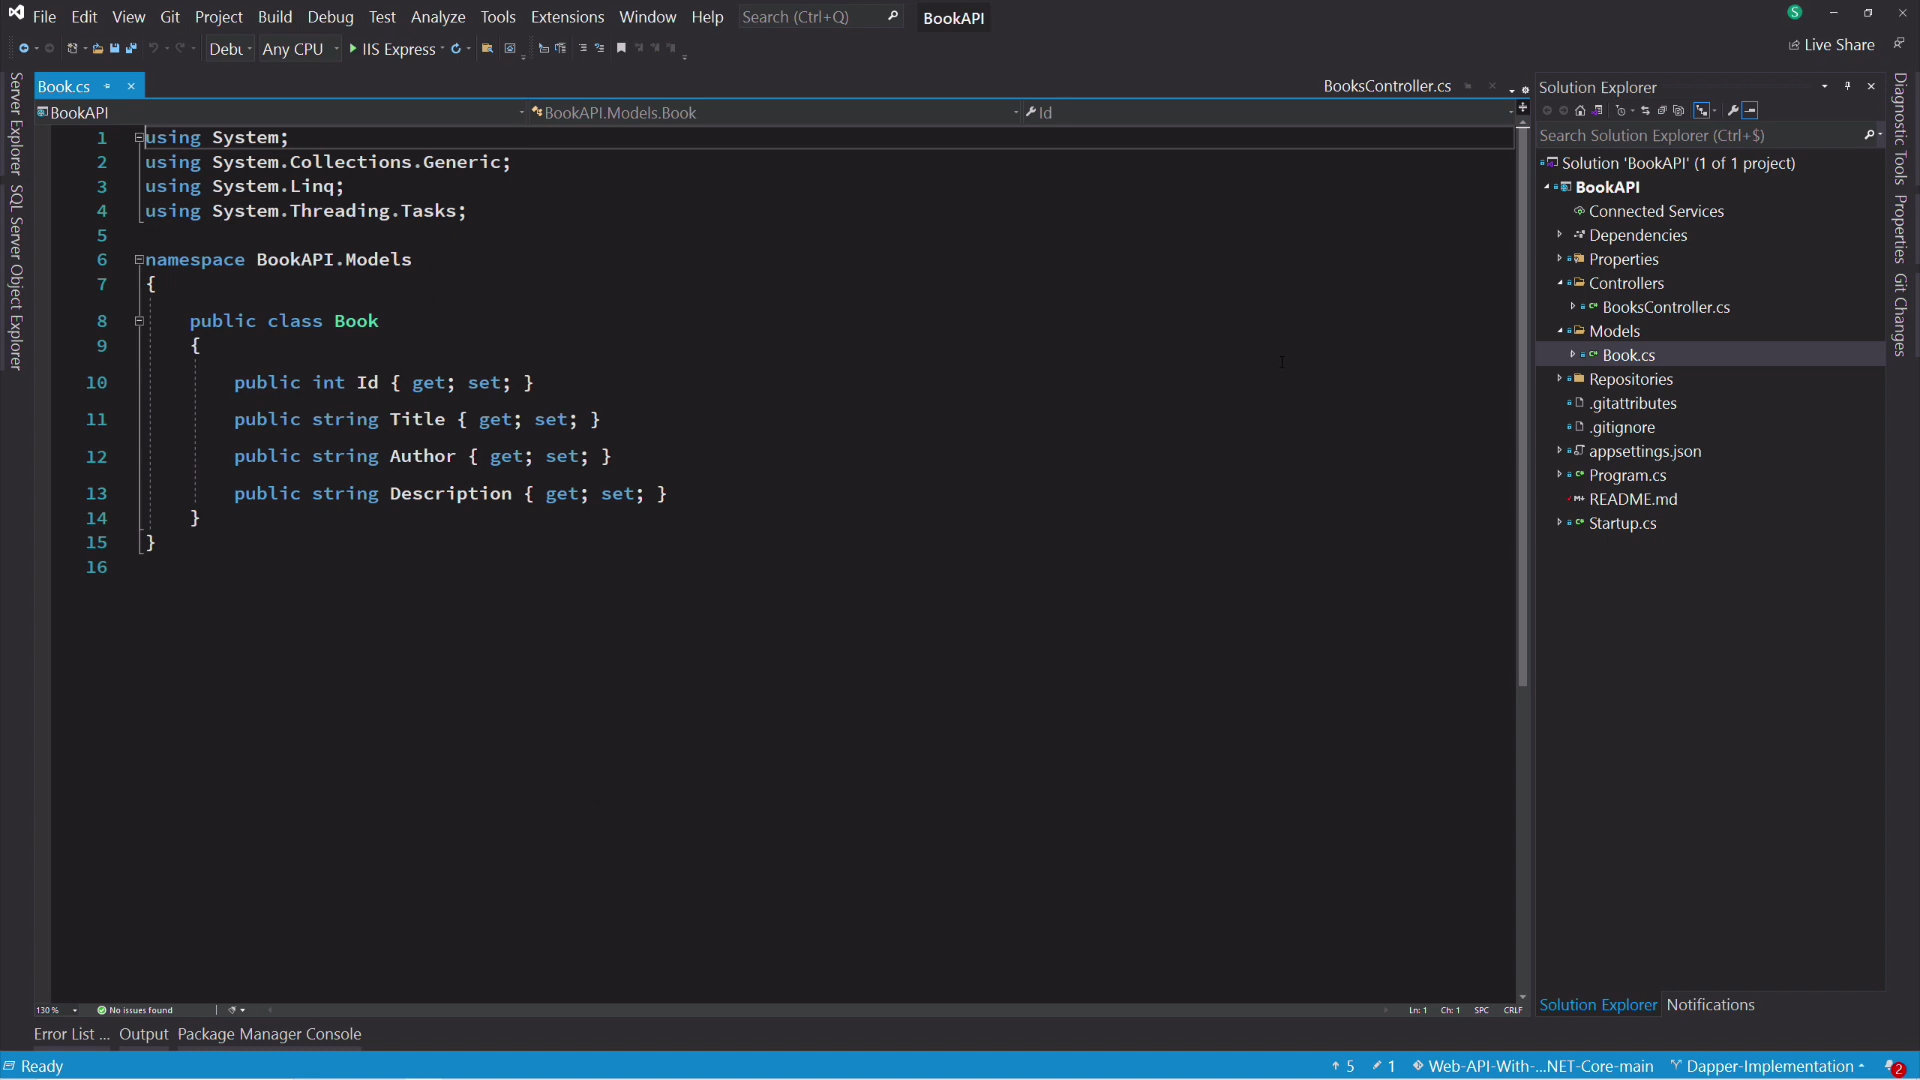 File Edit View Git Project Build Debug Test Analyze Tools Extensions Window Help Search (Ctrl+Q) BookAPI S
Debu Any CPU IIS Express Live Share
Book.cs BooksController.cs
BookAPI BookAPI.Models.Book Id
1 using System;
2 using System.Collections.Generic;
3 using System.Linq;
4 using System.Threading.Tasks;
5
6 namespace BookAPI.Models
7 {
8 public class Book
9 {
10 public int Id { get; set; }
11 public string Title { get; set; }
12 public string Author { get; set; }
13 public string Description { get; set; }
14 }
15 }
16
130 % No issues found Ln: 1 Ch: 1 SPC CRLF
Error List ... Output Package Manager Console
Server Explorer
SQL Server Object Explorer
Solution Explorer
Search Solution Explorer (Ctrl+$)
Solution 'BookAPI' (1 of 1 project)
BookAPI
Connected Services
Dependencies
Properties
Controllers
C# BooksController.cs
Models
C# Book.cs
Repositories
.gitattributes
.gitignore
appsettings.json
C# Program.cs
M+ README.md
C# Startup.cs
Solution Explorer Notifications
Diagnostic Tools
Properties
Git Changes
Ready 5 1 Web-API-With-...NET-Core-main Dapper-Implementation 2